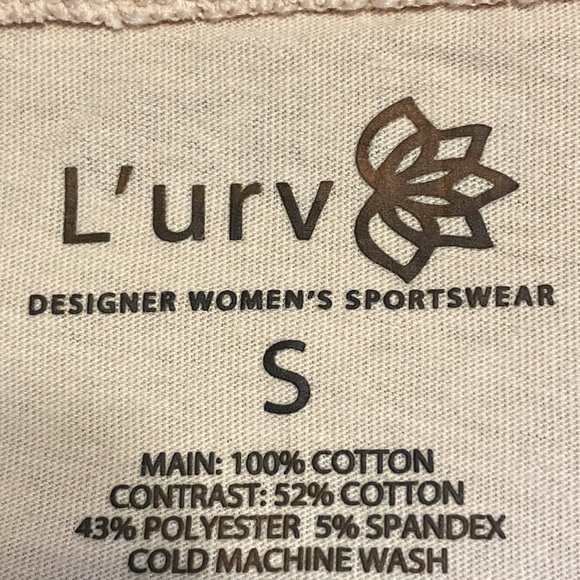 L'urv
DESIGNER WOMEN'S SPORTSWEAR
S
MAIN: 100% COTTON
CONTRAST: 52% COTTON
43% POLYESTER 5% SPANDEX
COLD MACHINE WASH